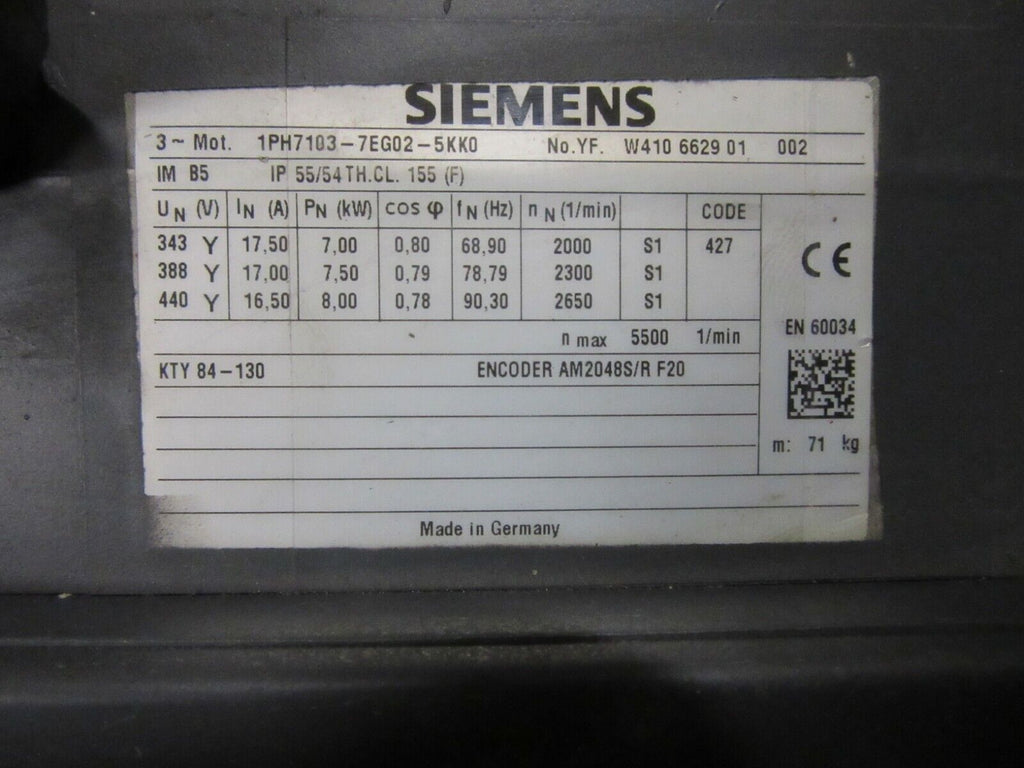 SIEMENS
3~ Mot. 1PH7103-7EG02-5KK0 No.YF. W410 6629 01 002
IM B5 IP 55/54 TH.CL. 155 (F)
UN (V) IN (A) PN (kW) cos φ fN (Hz) nN (1/min) CODE
343 Y 17,50 7,00 0,80 68,90 2000 S1 427
388 Y 17,00 7,50 0,79 78,79 2300 S1
440 Y 16,50 8,00 0,78 90,30 2650 S1
CE
n max 5500 1/min
EN 60034
KTY 84-130 ENCODER AM2048S/R F20
m: 71 kg
Made in Germany